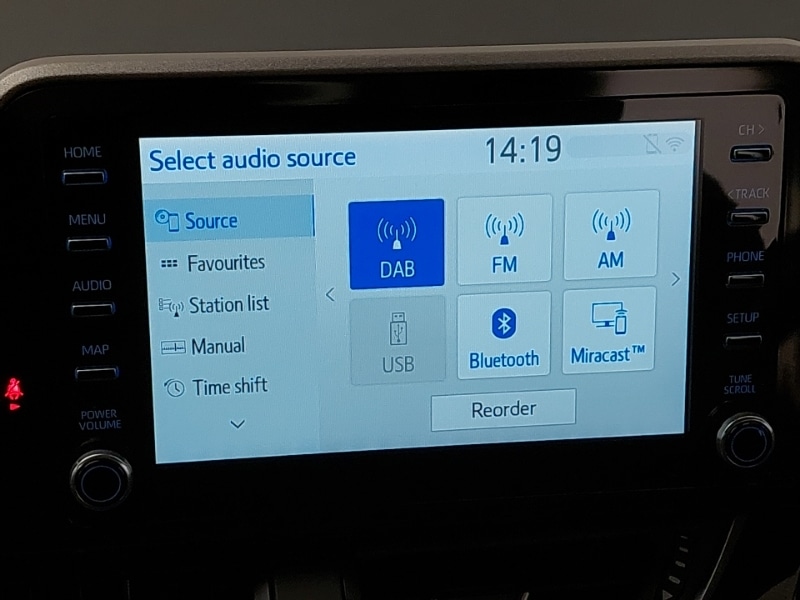 HOME
MENU
AUDIO
MAP
POWER
VOLUME
Select audio source
14:19
Source
Favourites
Station list
Manual
Time shift
DAB
FM
AM
USB
Bluetooth
Miracast™
Reorder
CH >
< TRACK
PHONE
SETUP
TUNE
SCROLL